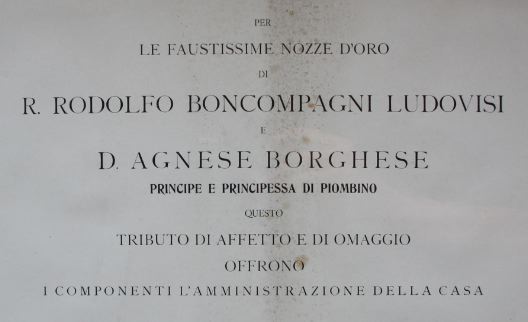 PER
LE FAUSTISSIME NOZZE D'ORO
DI
R. RODOLFO BONCOMPAGNI LUDOVISI
E
D. AGNESE BORGHESE
PRINCIPE E PRINCIPESSA DI PIOMBINO
QUESTO
TRIBUTO DI AFFETTO E DI OMAGGIO
OFFRONO
I COMPONENTI L'AMMINISTRAZIONE DELLA CASA